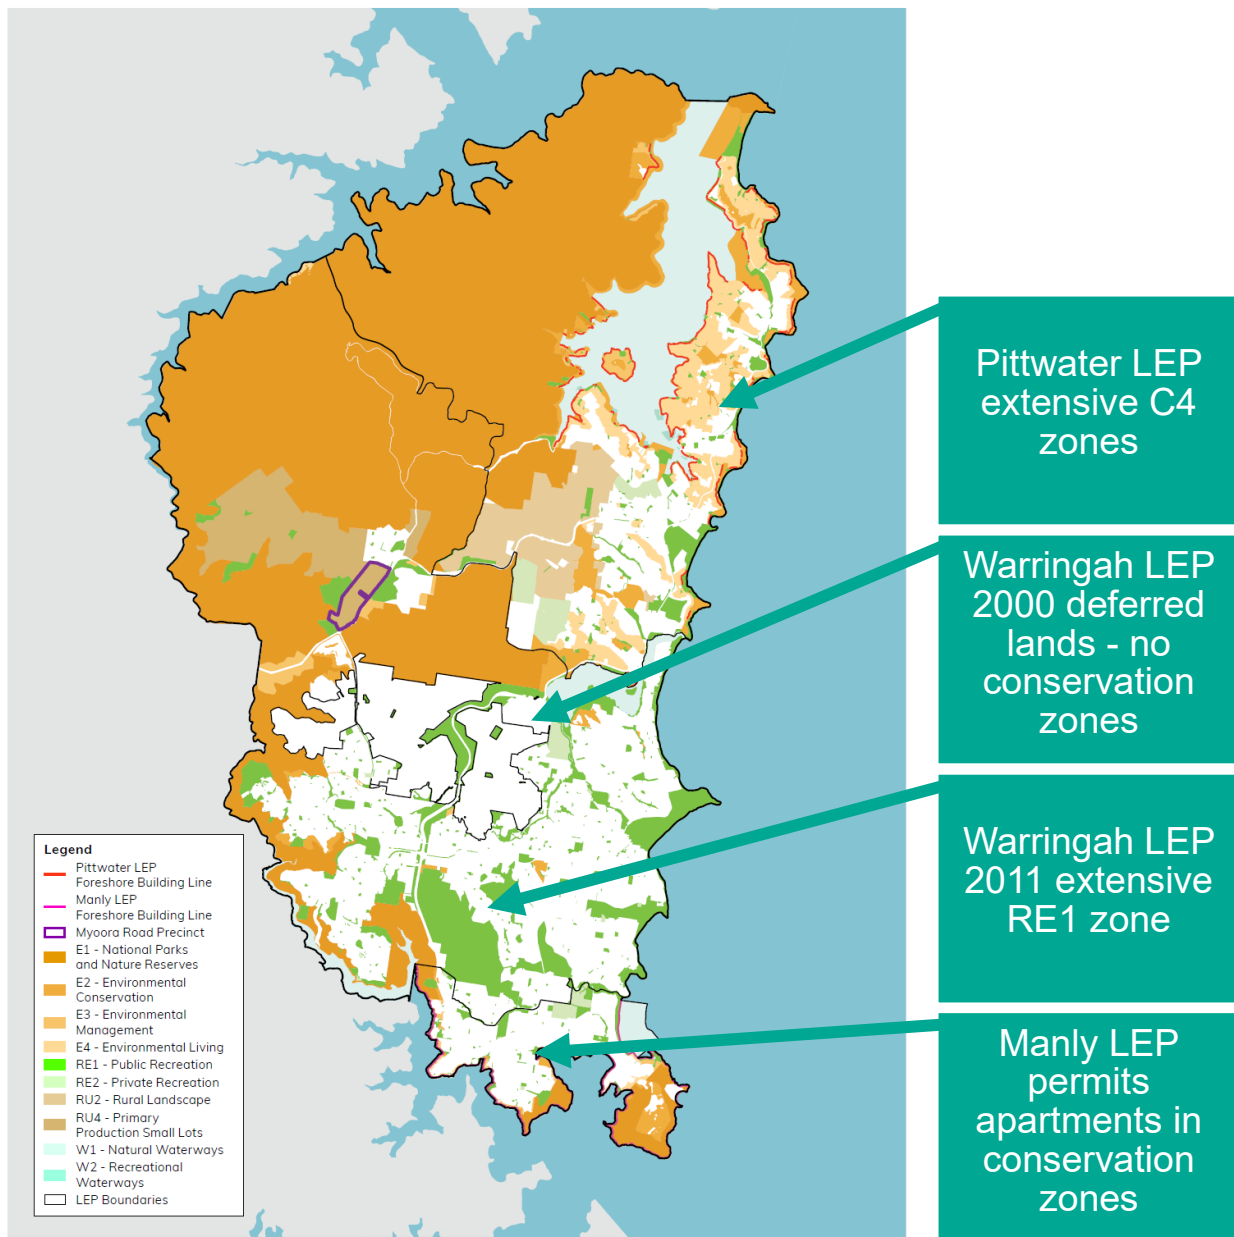 Legend
Pittwater LEP
Foreshore Building Line
Manly LEP
Foreshore Building Line
Myoora Road Precinct
E1 - National Parks
and Nature Reserves
E2 - Environmental
Conservation
E3 - Environmental
Management
E4 - Environmental Living
RE1 - Public Recreation
RE2 - Private Recreation
RU2 - Rural Landscape
RU4 - Primary
Production Small Lots
W1 - Natural Waterways
W2 - Recreational
Waterways
LEP Boundaries
Pittwater LEP
extensive C4
zones
Warringah LEP
2000 deferred
lands - no
conservation
zones
Warringah LEP
2011 extensive
RE1 zone
Manly LEP
permits
apartments in
conservation
zones